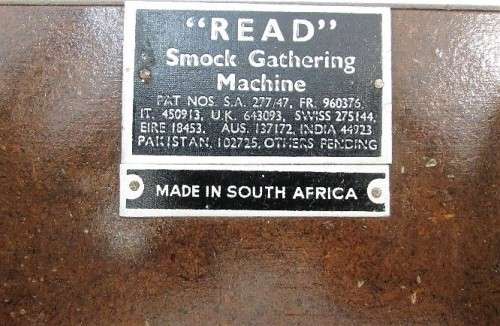 "READ"
Smock Gathering
Machine
PAT NOS. S.A. 277/47, FR. 960376,
IT. 450913, U.K. 643093, SWISS 275144,
EIRE 18453, AUS. 137172, INDIA 44923
PAKISTAN, 102725, OTHERS PENDING
MADE IN SOUTH AFRICA